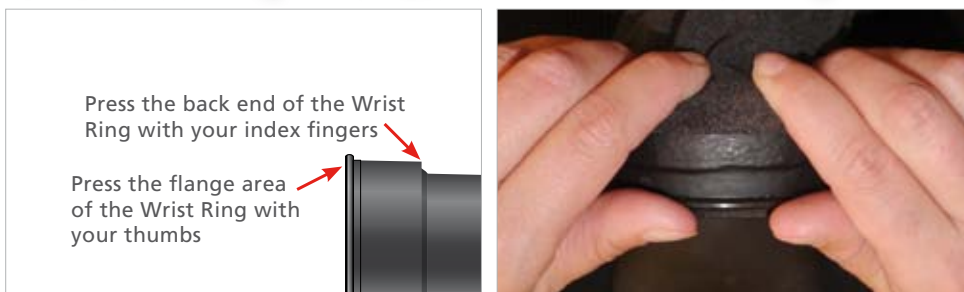 Press the back end of the Wrist
Ring with your index fingers
Press the flange area
of the Wrist Ring with
your thumbs